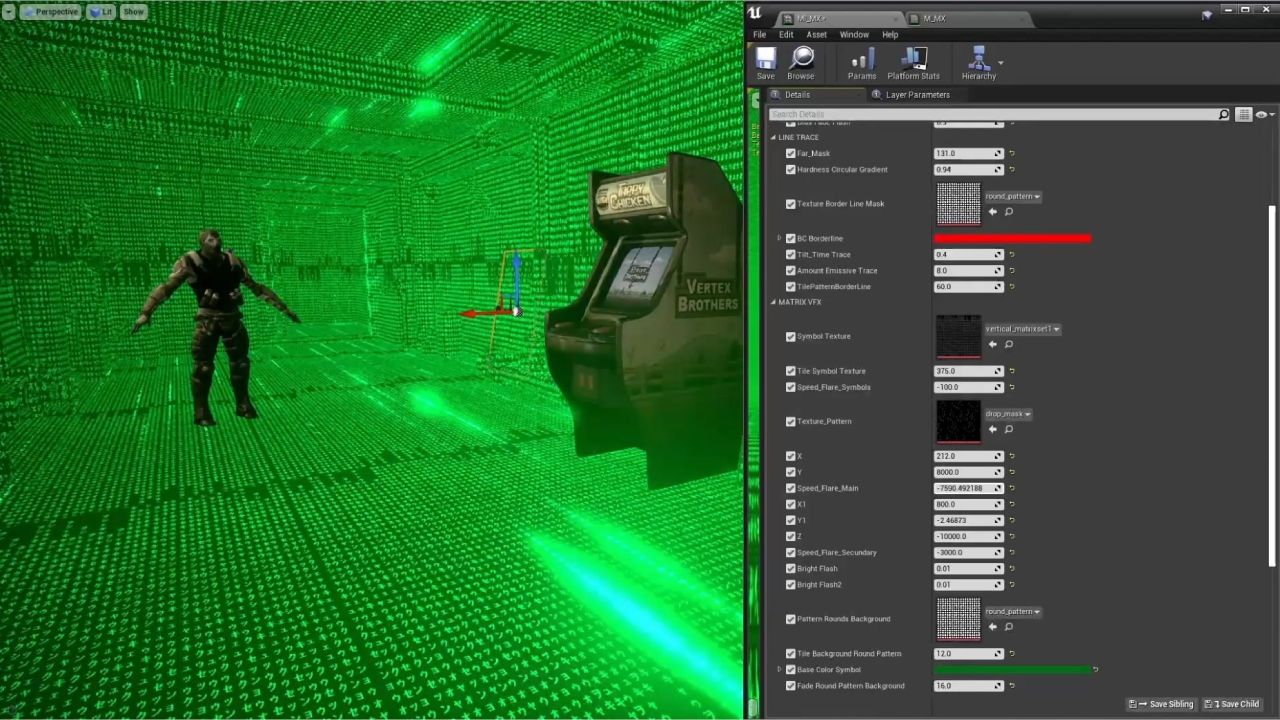 Perspective Lit Show
MI_MX* M_MX
File Edit Asset Window Help
Save Browse Params Platform Stats Hierarchy
Details Layer Parameters
Search Details
LINE TRACE
Far_Mask 131.0
Hardness Circular Gradient 0.94
Texture Border Line Mask round_pattern
BC Borderline
Tilt_Time Trace 0.4
Amount Emissive Trace 8.0
TilePatternBorderLine 60.0
MATRIX VFX
Symbol Texture vertical_matrixset1
Tile Symbol Texture 375.0
Speed_Flare_Symbols -100.0
Texture_Pattern drop_mask
X 212.0
Y 8000.0
Speed_Flare_Main -7590.492188
X1 800.0
Y1 -2.46873
Z -10000.0
Speed_Flare_Secundary -3000.0
Bright Flash 0.01
Bright Flash2 0.01
Pattern Rounds Background round_pattern
Tile Background Round Pattern 12.0
Base Color Symbol
Fade Round Pattern Background 16.0
Save Sibling Save Child
CHICKEN
VERTEX
BROTHERS